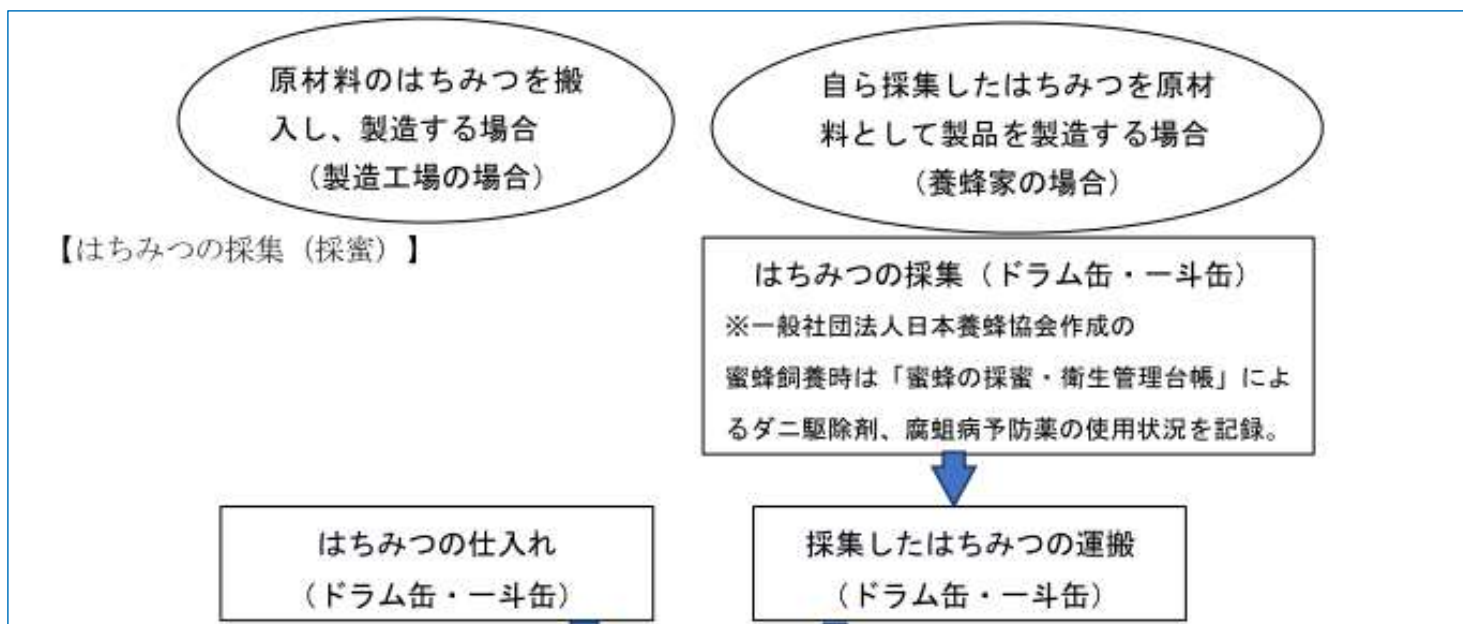 原材料のはちみつを搬
入し、製造する場合
（製造工場の場合）
自ら採集したはちみつを原材
料として製品を製造する場合
（養蜂家の場合）
【はちみつの採集（採蜜）】
はちみつの採集（ドラム缶・一斗缶）
※一般社団法人日本養蜂協会作成の
蜜蜂飼養時は「蜜蜂の採蜜・衛生管理台帳」によ
るダニ駆除剤、腐蛆病予防薬の使用状況を記録。
はちみつの仕入れ
（ドラム缶・一斗缶）
採集したはちみつの運搬
（ドラム缶・一斗缶）